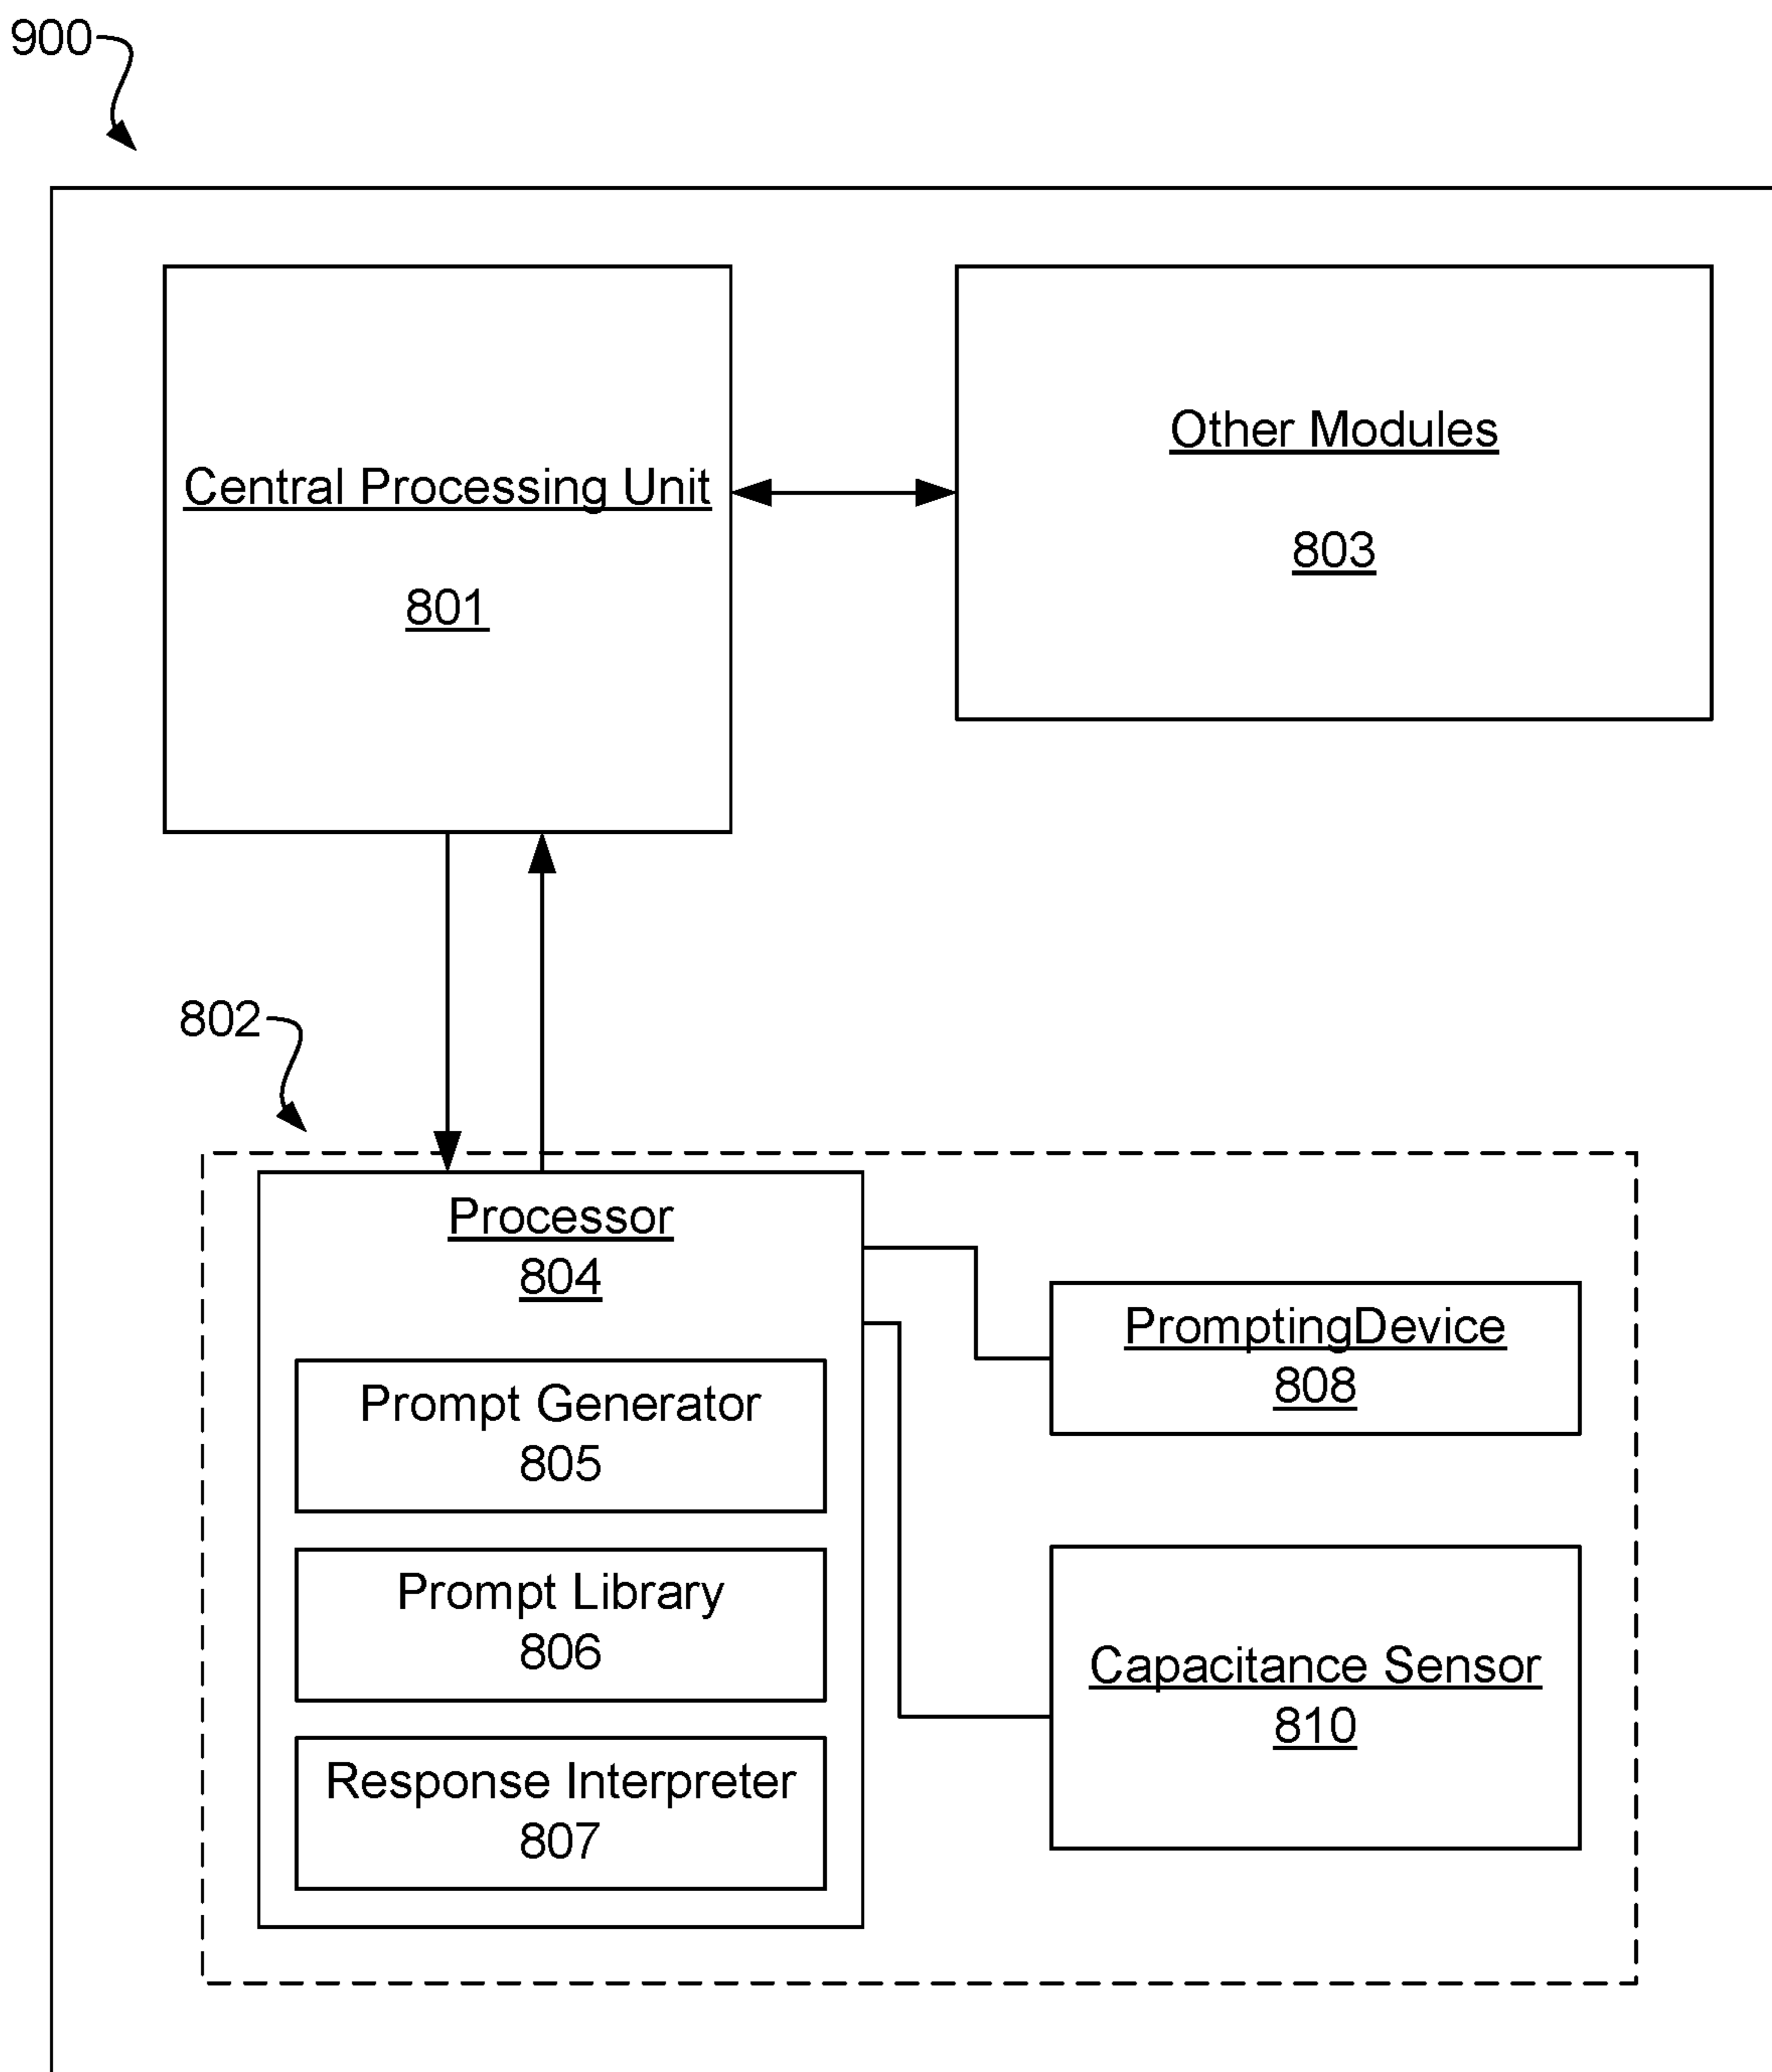 900
Central Processing Unit
801
Other Modules
803
802
Processor
804
Prompt Generator
805
Prompt Library
806
Response Interpreter
807
PromptingDevice
808
Capacitance Sensor
810